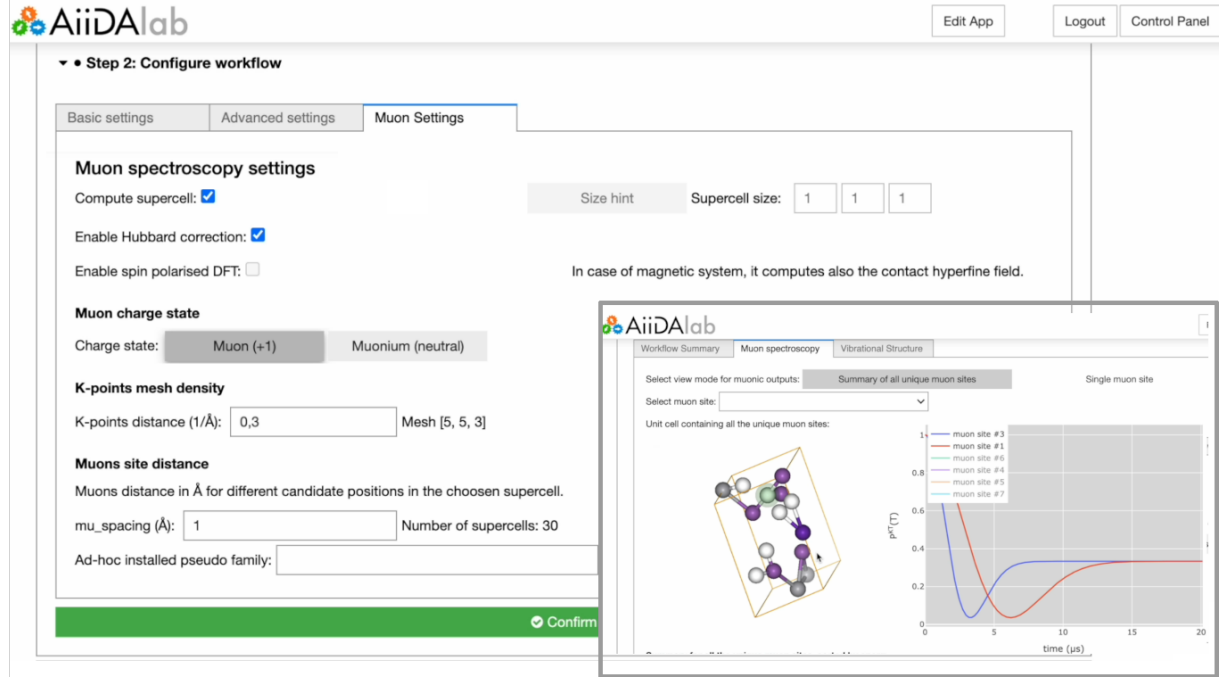 AiiDAlab
Edit App
Logout
Control Panel
Step 2: Configure workflow
Basic settings
Advanced settings
Muon Settings
Muon spectroscopy settings
Compute supercell:
Size hint
Supercell size:
1
1
1
Enable Hubbard correction:
Enable spin polarised DFT:
In case of magnetic system, it computes also the contact hyperfine field.
Muon charge state
Charge state:
Muon (+1)
Muonium (neutral)
K-points mesh density
K-points distance (1/Å):
0,3
Mesh [5, 5, 3]
Muons site distance
Muons distance in Å for different candidate positions in the choosen supercell.
mu_spacing (Å):
1
Number of supercells: 30
Ad-hoc installed pseudo family:
Confirm
AiiDAlab
Workflow Summary
Muon spectroscopy
Vibrational Structure
Select view mode for muonic outputs:
Summary of all unique muon sites
Single muon site
Select muon site:
Unit cell containing all the unique muon sites:
muon site #3
muon site #1
muon site #6
muon site #4
muon site #5
muon site #7
1
0.8
0.6
0.4
0.2
0
0
5
10
15
20
time (μs)